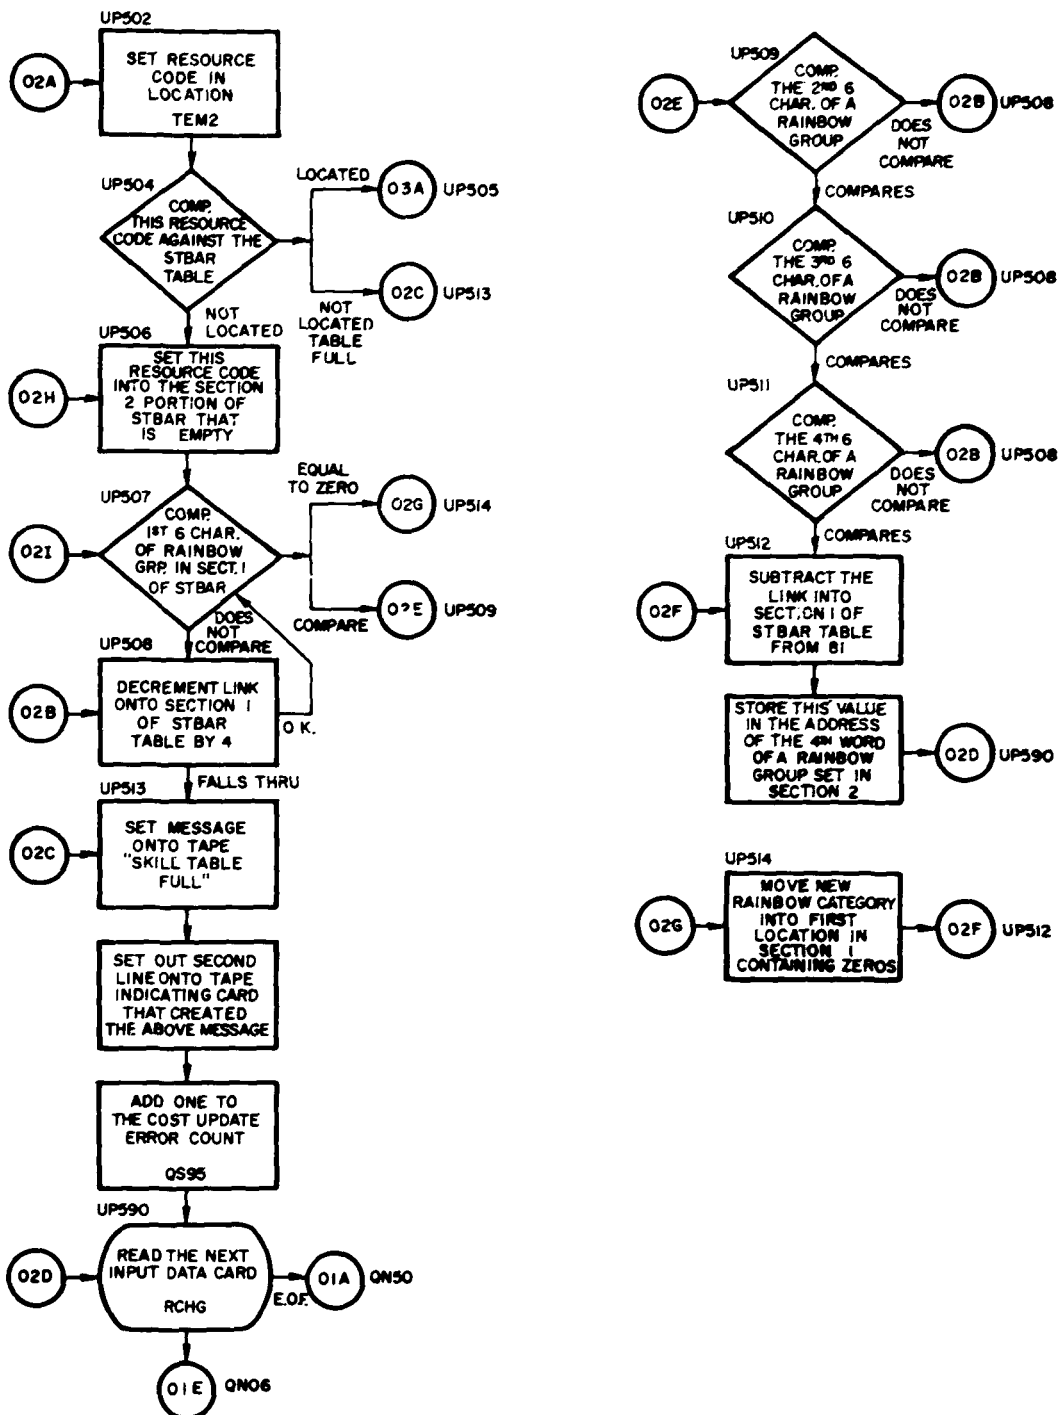 UP502
02A
SET RESOURCE
CODE IN
LOCATION
TEM2
UP504
COMP.
THIS RESOURCE
CODE AGAINST THE
STBAR
TABLE
LOCATED
03A
UP505
02C
UP513
NOT
LOCATED
TABLE
FULL
NOT
LOCATED
UP506
02H
SET THIS
RESOURCE CODE
INTO THE SECTION
2 PORTION OF
STBAR THAT
IS EMPTY
UP507
02I
COMP.
1ST 6 CHAR.
OF RAINBOW
GRP. IN SECT. 1
OF STBAR
EQUAL
TO ZERO
02G
UP514
COMPARE
UP509
DOES
NOT
COMPARE
UP508
02B
DECREMENT LINK
ONTO SECTION 1
OF STBAR
TABLE BY 4
O K.
FALLS THRU
UP513
02C
SET MESSAGE
ONTO TAPE
"SKILL TABLE
FULL"
SET OUT SECOND
LINE ONTO TAPE
INDICATING CARD
THAT CREATED
THE ABOVE MESSAGE
ADD ONE TO
THE COST UPDATE
ERROR COUNT
QS95
UP590
02D
READ THE NEXT
INPUT DATA CARD
RCHG
E.O.F.
01A
QN50
01E
QN06
UP509
02E
COMP.
THE 2ND 6
CHAR. OF A
RAINBOW
GROUP
02B
UP508
DOES
NOT
COMPARE
COMPARES
UP510
COMP.
THE 3RD 6
CHAR. OF A
RAINBOW
GROUP
02B
UP508
DOES
NOT
COMPARE
COMPARES
UP511
COMP.
THE 4TH 6
CHAR. OF A
RAINBOW
GROUP
02B
UP508
DOES
NOT
COMPARE
COMPARES
UP512
02F
SUBTRACT THE
LINK INTO
SECTION 1 OF
STBAR TABLE
FROM 81
STORE THIS VALUE
IN THE ADDRESS
OF THE 4TH WORD
OF A RAINBOW
GROUP SET IN
SECTION 2
02D
UP590
UP514
02G
MOVE NEW
RAINBOW CATEGORY
INTO FIRST
LOCATION IN
SECTION 1
CONTAINING ZEROS
02F
UP512